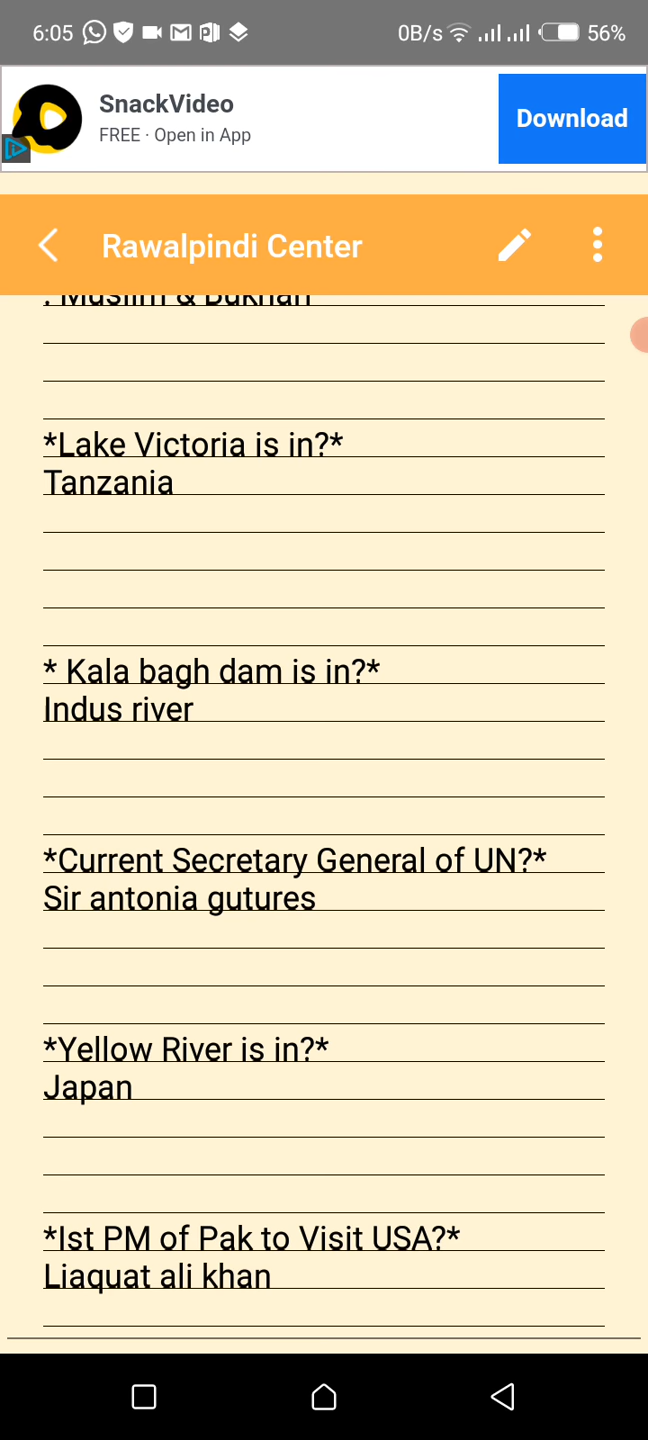 6:05
0B/s
56%
SnackVideo
FREE · Open in App
Download
Rawalpindi Center
: Muslim & Bukhari
*Lake Victoria is in?*
Tanzania
* Kala bagh dam is in?*
Indus river
*Current Secretary General of UN?*
Sir antonia gutures
*Yellow River is in?*
Japan
*Ist PM of Pak to Visit USA?*
Liaquat ali khan